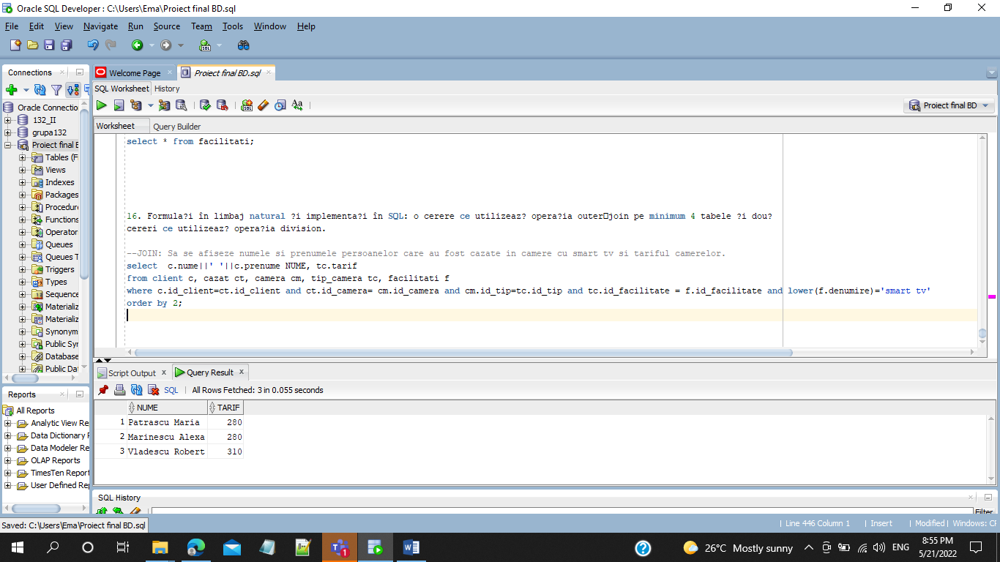 Oracle SQL Developer : C:\Users\Ema\Proiect final BD.sql
File Edit View Navigate Run Source Team Tools Window Help
Connections
Welcome Page
Proiect final BD.sql
SQL Worksheet History
Proiect final BD
Worksheet Query Builder
Oracle Connectio
132_II
grupa132
Proiect final B
Tables (F
Views
Indexes
Packages
Procedur
Functions
Operator
Queues
Queues T
Triggers
Types
Sequence
Materializ
Materializ
Synonym
Public Syn
Database
Public Da
select * from facilitati;
16. Formula?i în limbaj natural ?i implementa?i în SQL: o cerere ce utilizeaz? opera?ia outer□join pe minimum 4 tabele ?i dou?
cereri ce utilizeaz? opera?ia division.
--JOIN: Sa se afiseze numele si prenumele persoanelor care au fost cazate in camere cu smart tv si tariful camerelor.
select c.nume||' '||c.prenume NUME, tc.tarif
from client c, cazat ct, camera cm, tip_camera tc, facilitati f
where c.id_client=ct.id_client and ct.id_camera= cm.id_camera and cm.id_tip=tc.id_tip and tc.id_facilitate = f.id_facilitate and lower(f.denumire)='smart tv'
order by 2;
Script Output
Query Result
SQL
All Rows Fetched: 3 in 0.055 seconds
NUME TARIF
1 Patrascu Maria 280
2 Marinescu Alexa 280
3 Vladescu Robert 310
Reports
All Reports
Analytic View Re
Data Dictionary R
Data Modeler Re
OLAP Reports
TimesTen Report
User Defined Rep
SQL History
Filter
Saved: C:\Users\Ema\Proiect final BD.sql
Line 446 Column 1
Insert
Modified
Windows: CR
26°C Mostly sunny
ENG
8:55 PM
5/21/2022